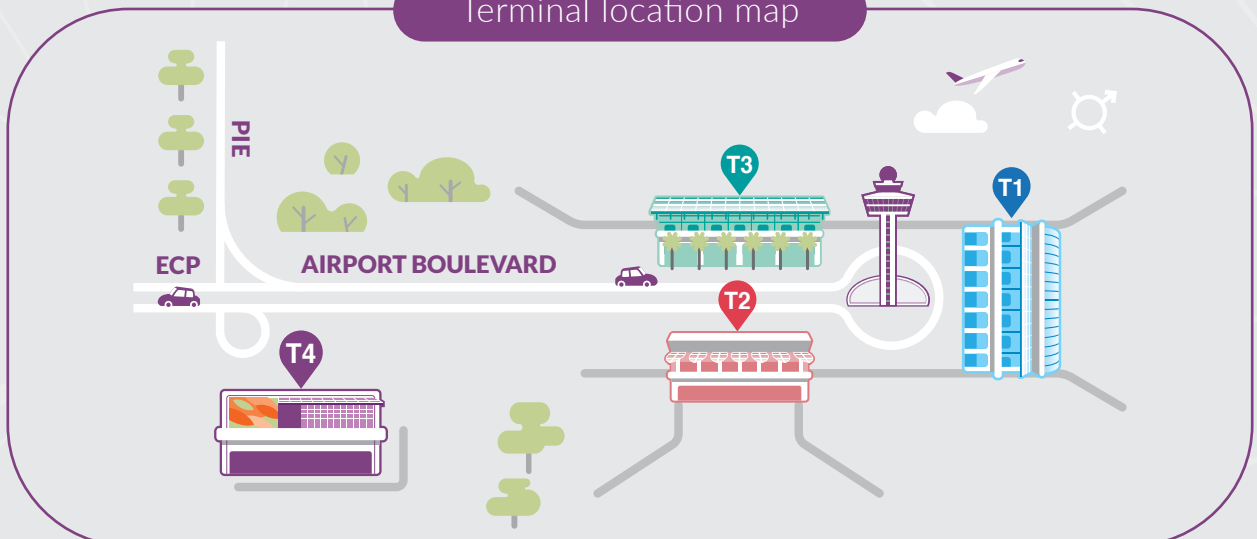 Terminal location map
PIE
T3
T1
ECP
AIRPORT BOULEVARD
T2
T4